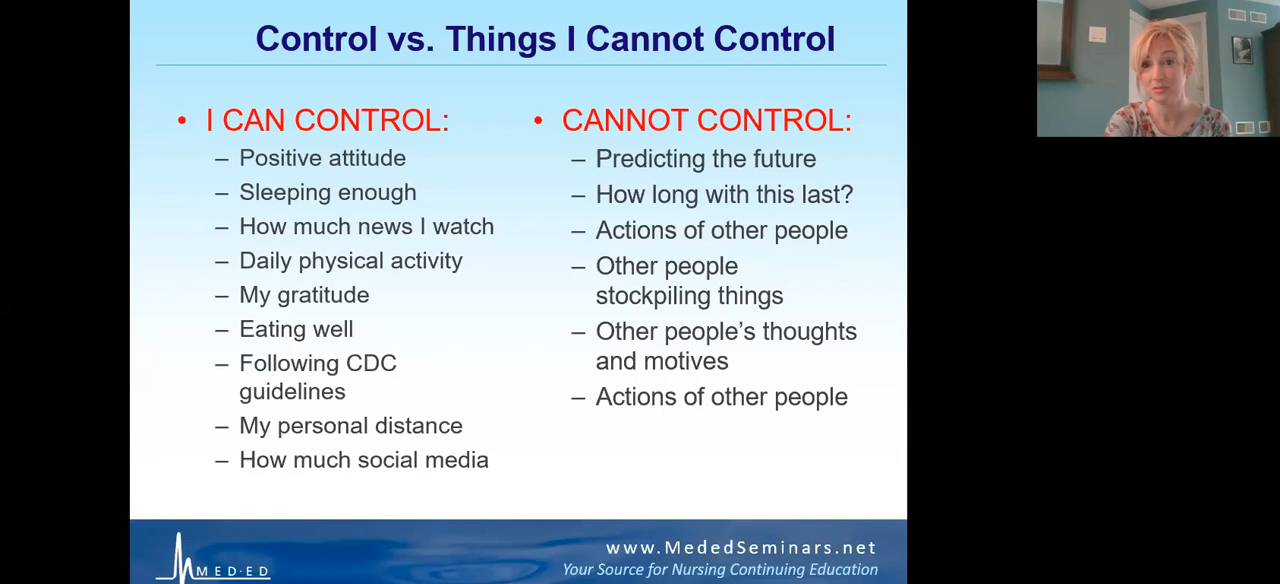 Control vs. Things I Cannot Control
• I CAN CONTROL:
– Positive attitude
– Sleeping enough
– How much news I watch
– Daily physical activity
– My gratitude
– Eating well
– Following CDC
guidelines
– My personal distance
– How much social media
• CANNOT CONTROL:
– Predicting the future
– How long with this last?
– Actions of other people
– Other people
stockpiling things
– Other people’s thoughts
and motives
– Actions of other people
MED·ED
www.MededSeminars.net
Your Source for Nursing Continuing Education